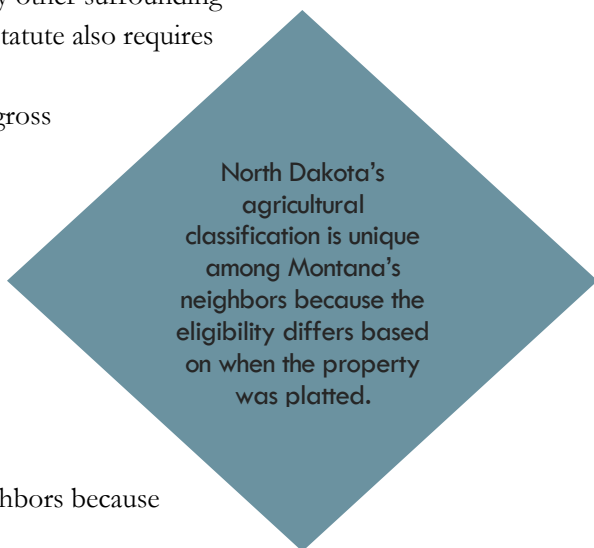 y other surrounding
tatute also requires
gross
North Dakota's
agricultural
classification is unique
among Montana's
neighbors because the
eligibility differs based
on when the property
was platted.
hbors because